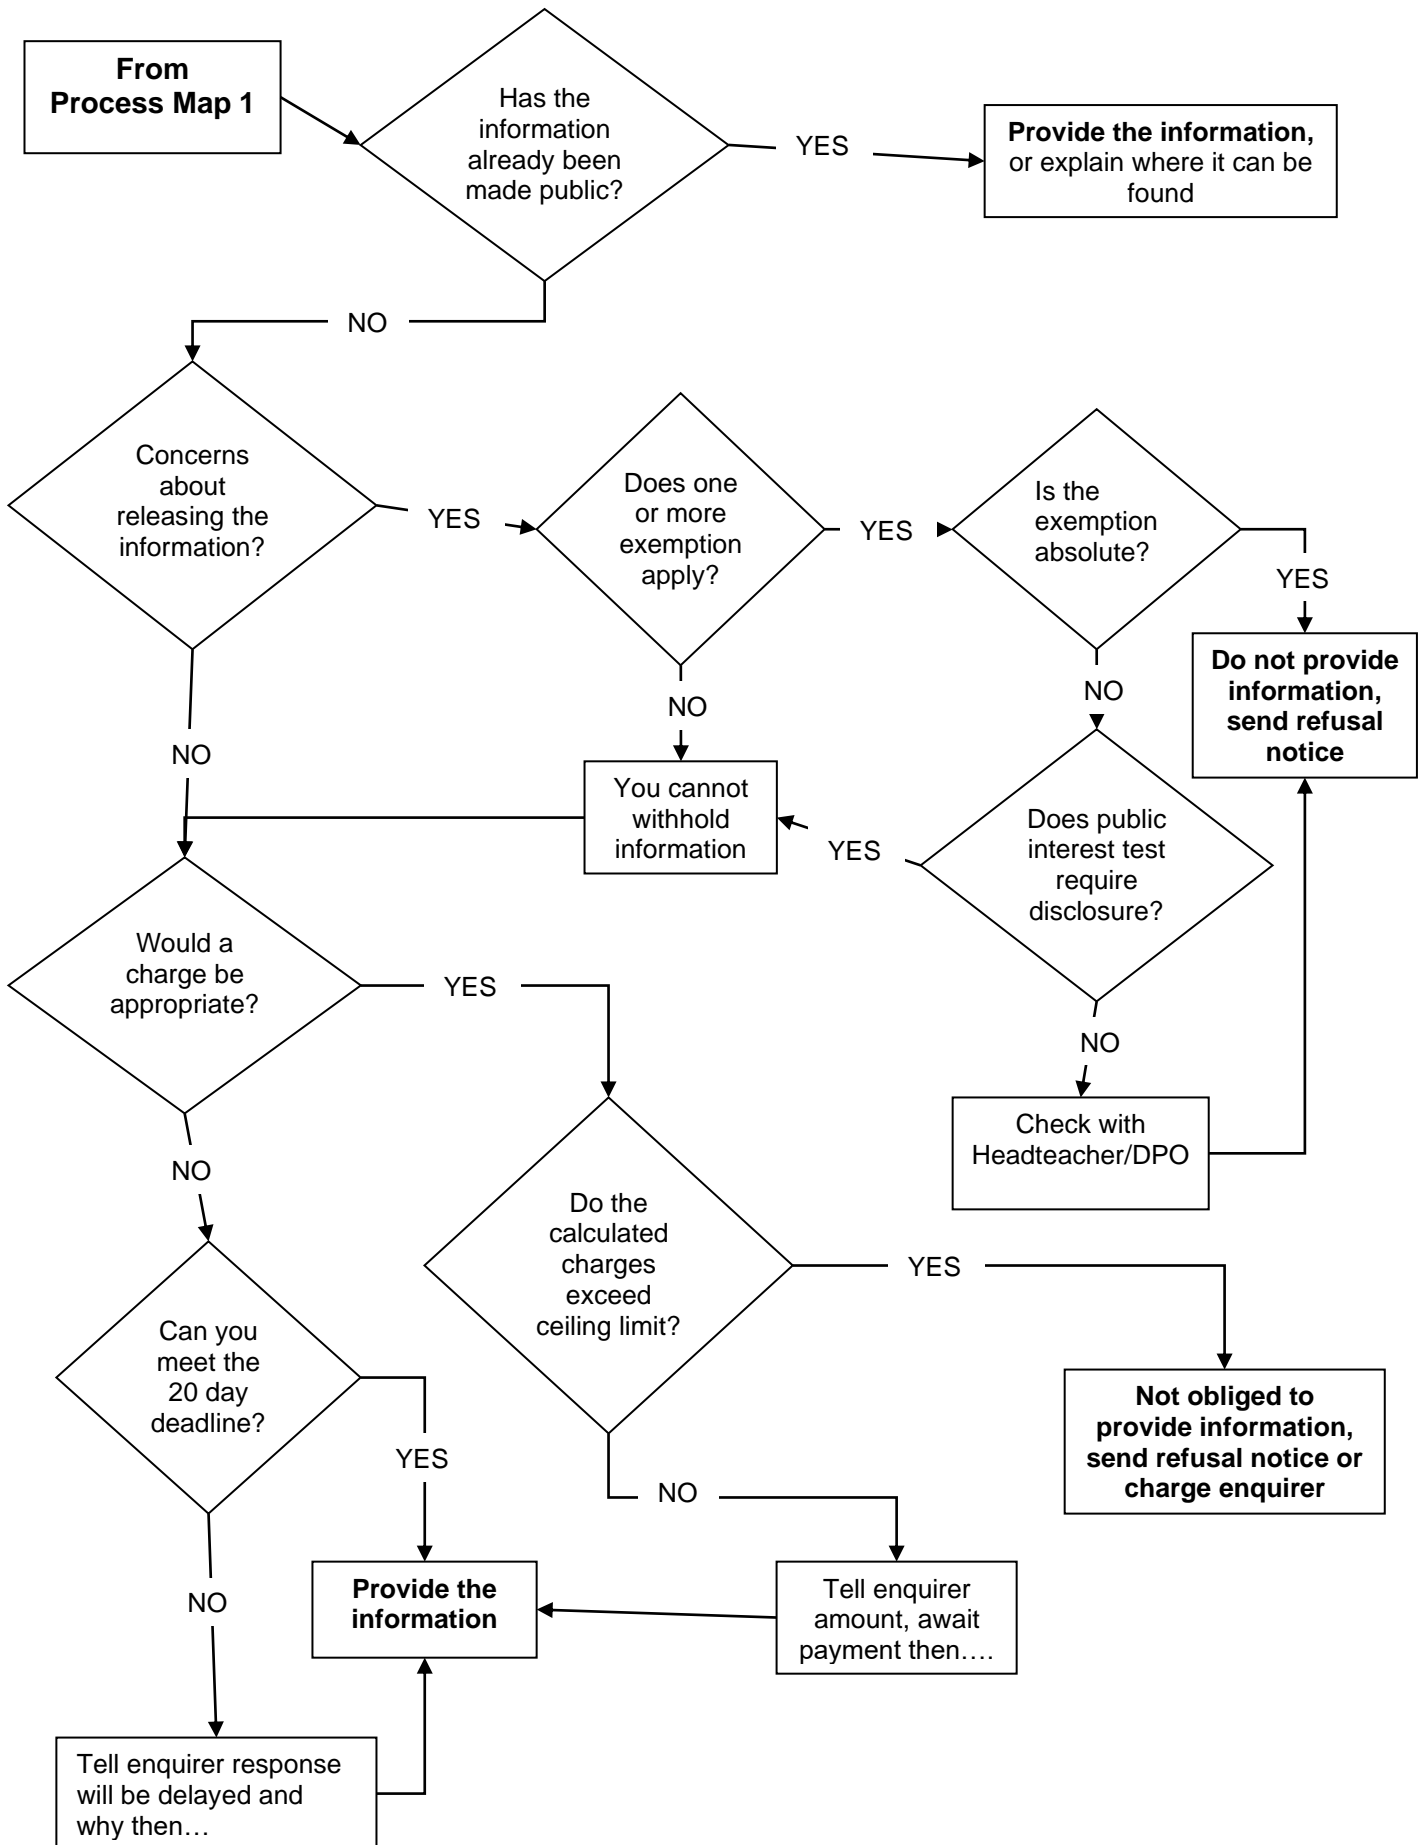 From
Process Map 1
Has the
information
already been
made public?
YES
Provide the information,
or explain where it can be
found
NO
Concerns
about
releasing the
information?
YES
Does one
or more
exemption
apply?
YES
Is the
exemption
absolute?
YES
Do not provide
information,
send refusal
notice
NO
NO
NO
You cannot
withhold
information
YES
Does public
interest test
require
disclosure?
NO
Check with
Headteacher/DPO
Would a
charge be
appropriate?
YES
NO
Do the
calculated
charges
exceed
ceiling limit?
YES
Not obliged to
provide information,
send refusal notice or
charge enquirer
Can you
meet the
20 day
deadline?
YES
NO
NO
Provide the
information
Tell enquirer
amount, await
payment then….
Tell enquirer response
will be delayed and
why then…